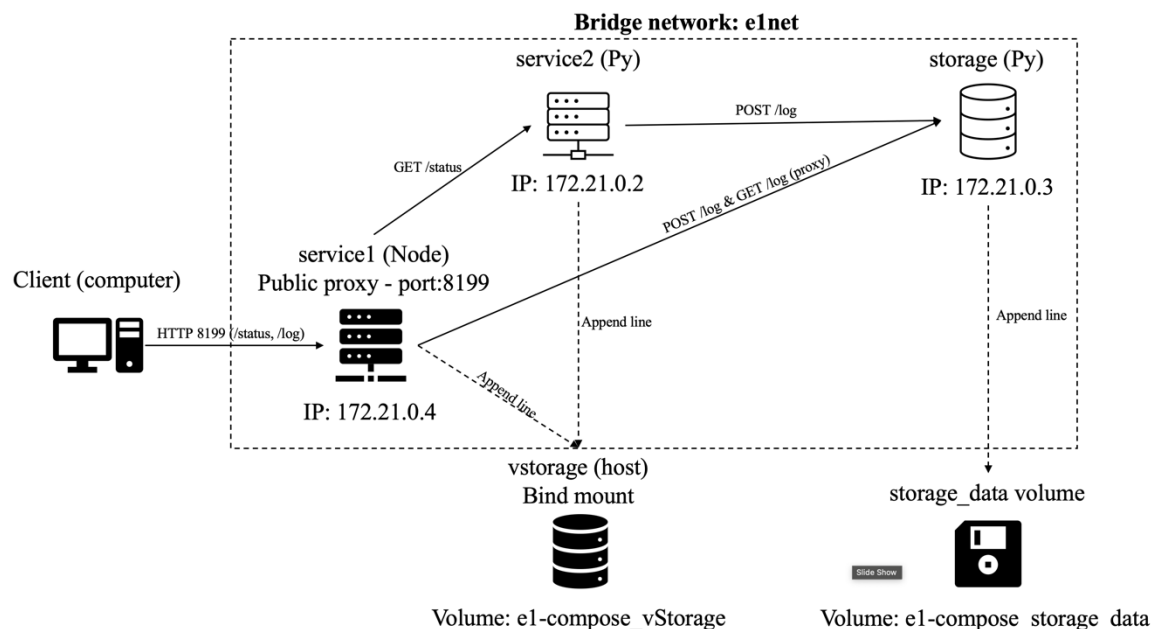 Bridge network: e1net
service2 (Py)
storage (Py)
POST /log
GET /status
IP: 172.21.0.2
IP: 172.21.0.3
POST /log & GET /log (proxy)
service1 (Node)
Public proxy - port:8199
Client (computer)
HTTP 8199 (/status, /log)
Append line
Append line
Append line
IP: 172.21.0.4
vstorage (host)
Bind mount
storage_data volume
Slide Show
Volume: e1-compose_vStorage
Volume: e1-compose_storage_data